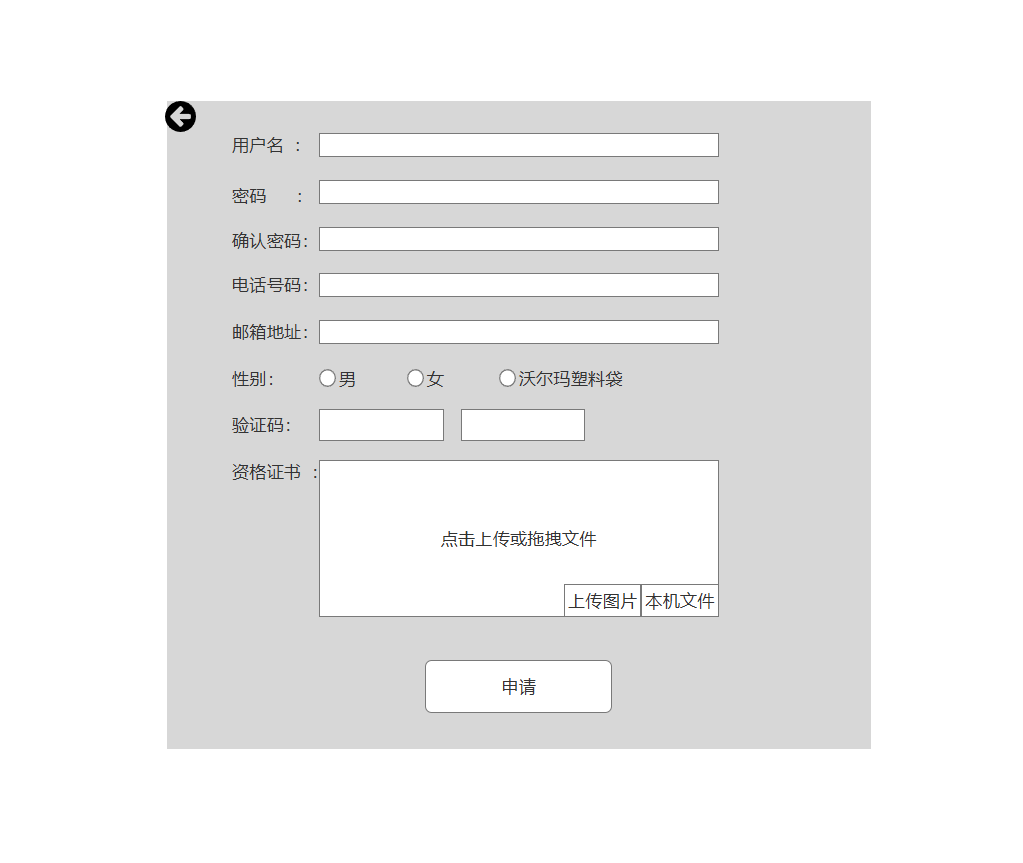 用户名 ：
密码 ：
确认密码：
电话号码：
邮箱地址：
性别： 男 女 沃尔玛塑料袋
验证码：
资格证书 ：
点击上传或拖拽文件
上传图片 本机文件
申请